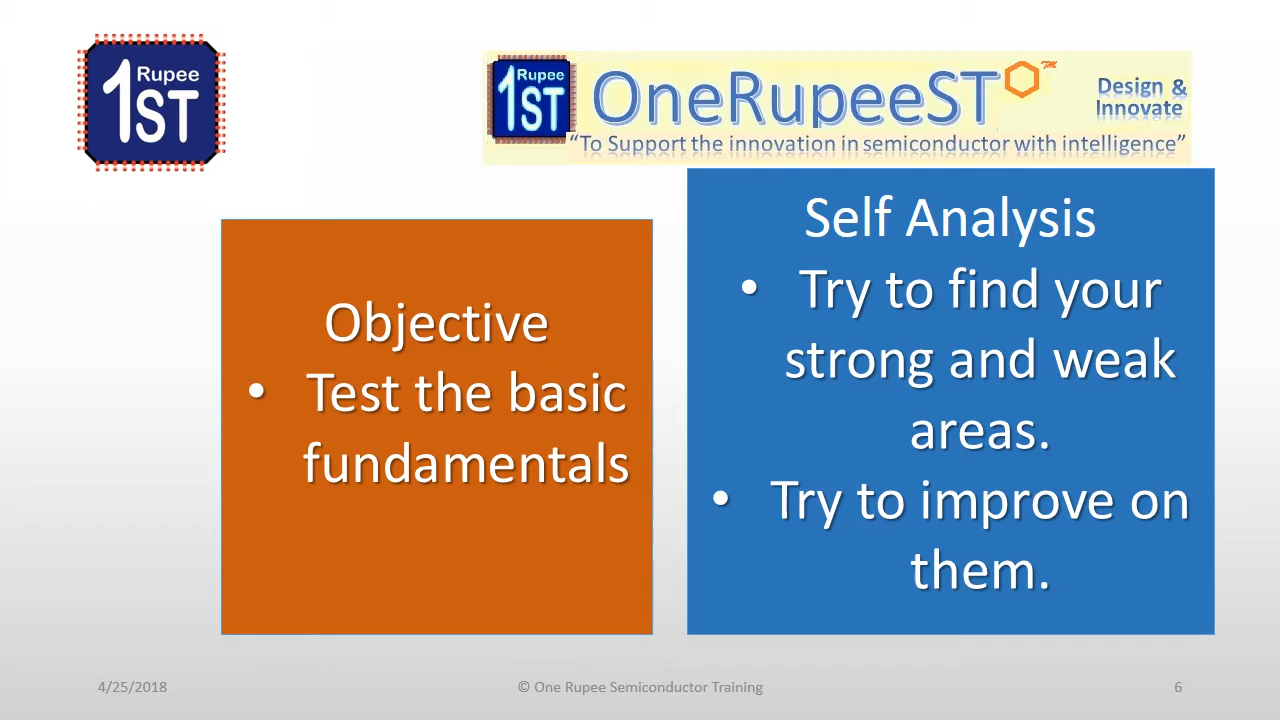 1 Rupee
ST
1 Rupee
ST
OneRupeeST™
Design &
Innovate
“To Support the innovation in semiconductor with intelligence”
Objective
• Test the basic
fundamentals
Self Analysis
• Try to find your
strong and weak
areas.
• Try to improve on
them.
4/25/2018
© One Rupee Semiconductor Training
6